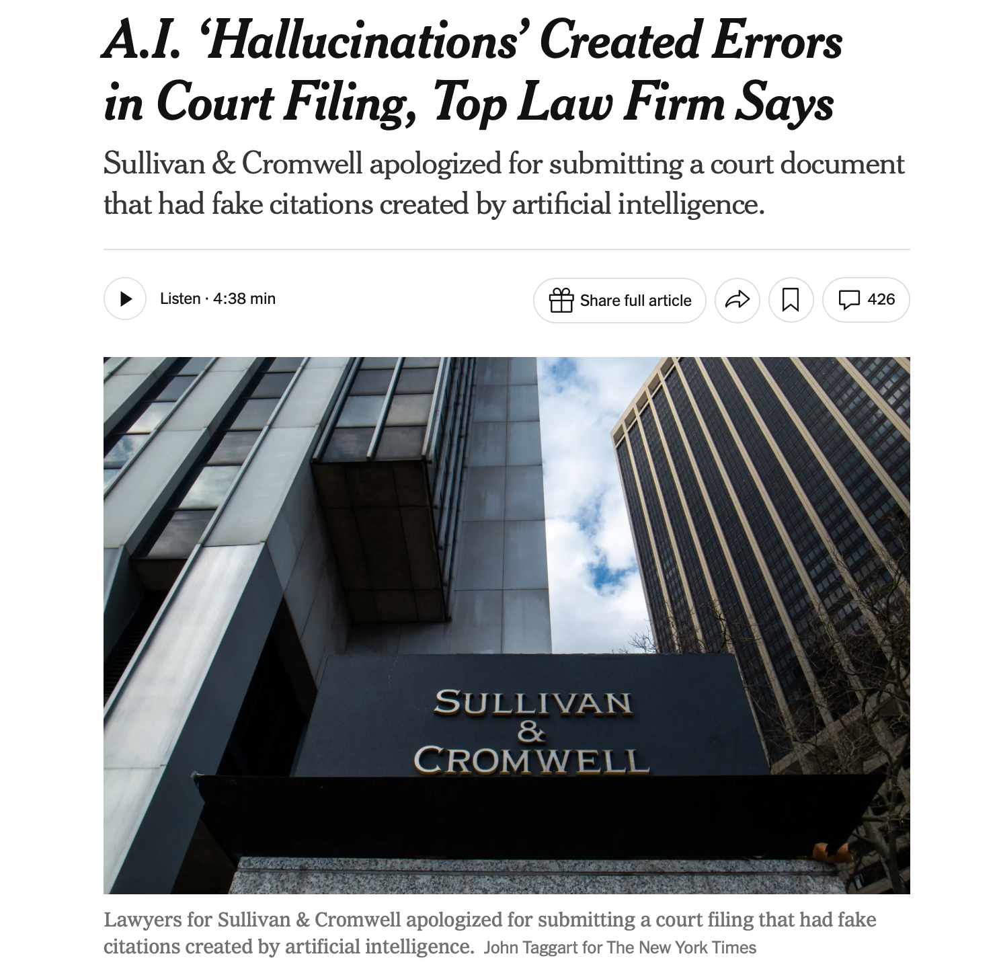 A.I. ‘Hallucinations’ Created Errors
in Court Filing, Top Law Firm Says
Sullivan & Cromwell apologized for submitting a court document
that had fake citations created by artificial intelligence.
Listen · 4:38 min
Share full article
426
SULLIVAN
&
CROMWELL
Lawyers for Sullivan & Cromwell apologized for submitting a court filing that had fake
citations created by artificial intelligence. John Taggart for The New York Times